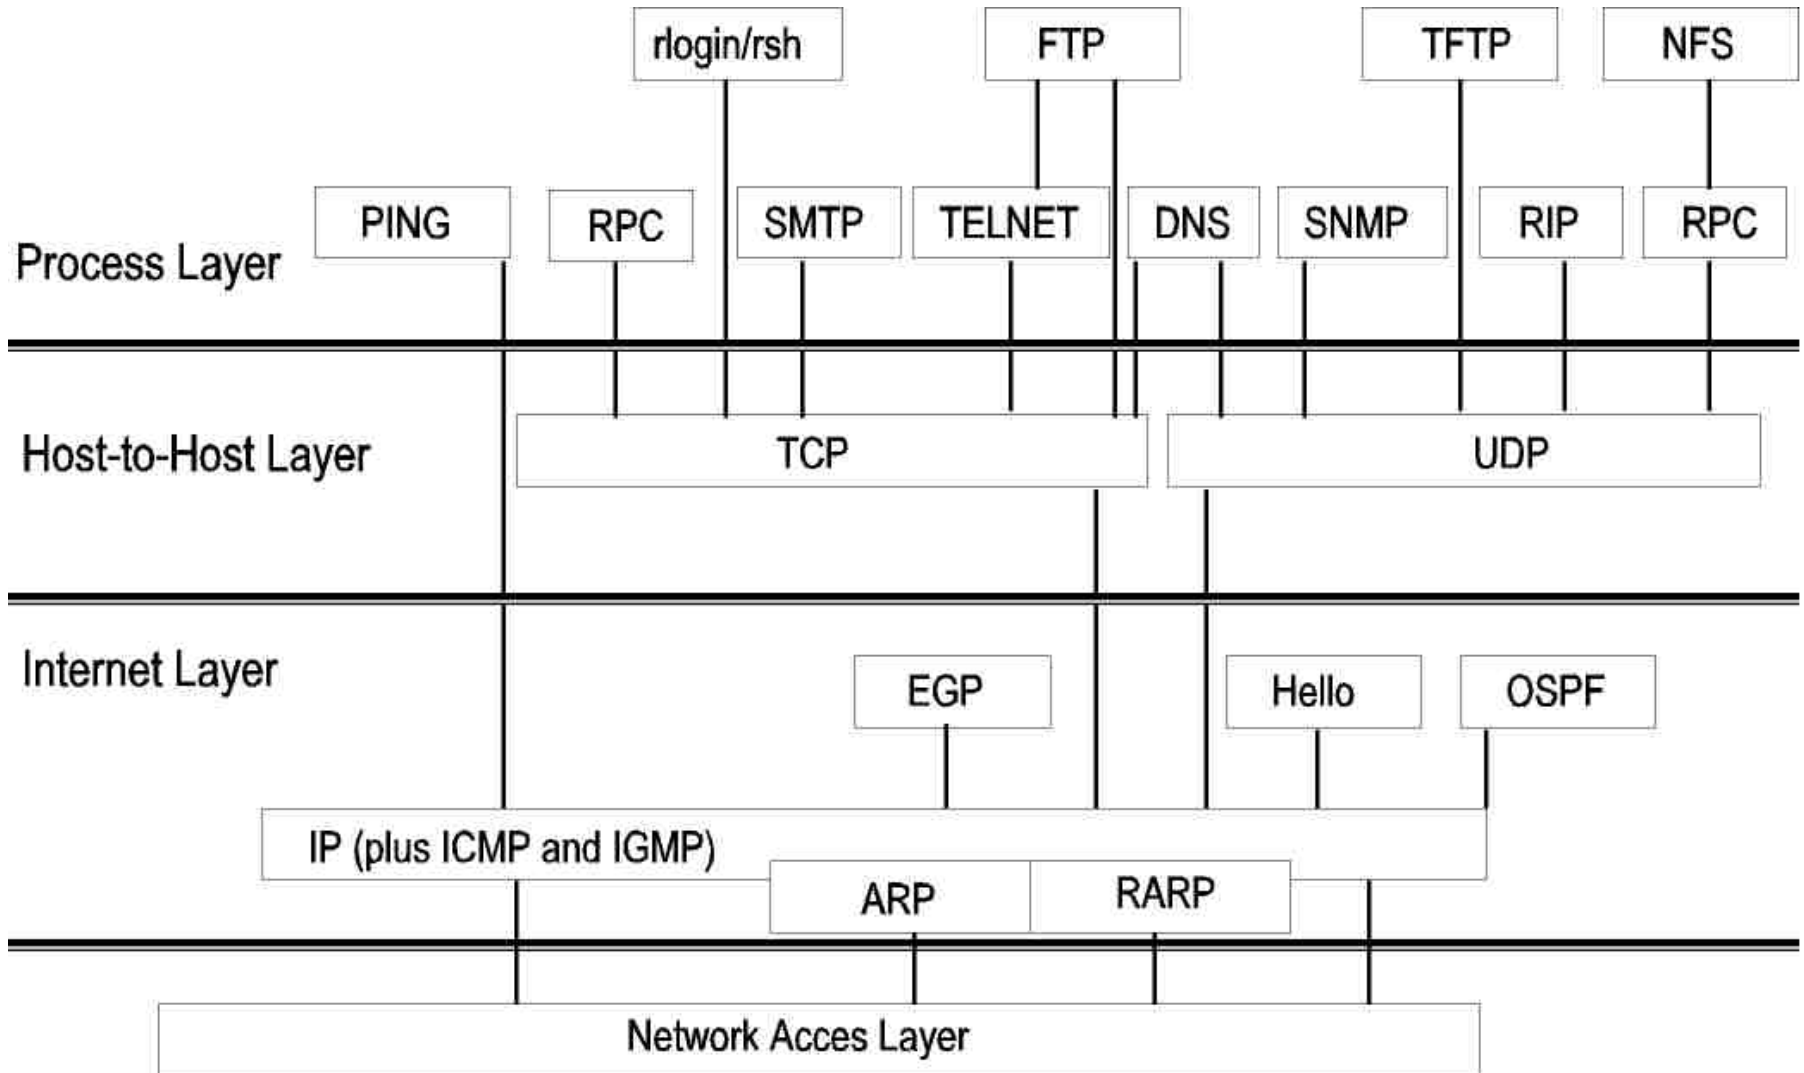 rlogin/rsh
FTP
TFTP
NFS
PING
RPC
SMTP
TELNET
DNS
SNMP
RIP
RPC
Process Layer
Host-to-Host Layer
TCP
UDP
Internet Layer
EGP
Hello
OSPF
IP (plus ICMP and IGMP)
ARP
RARP
Network Acces Layer